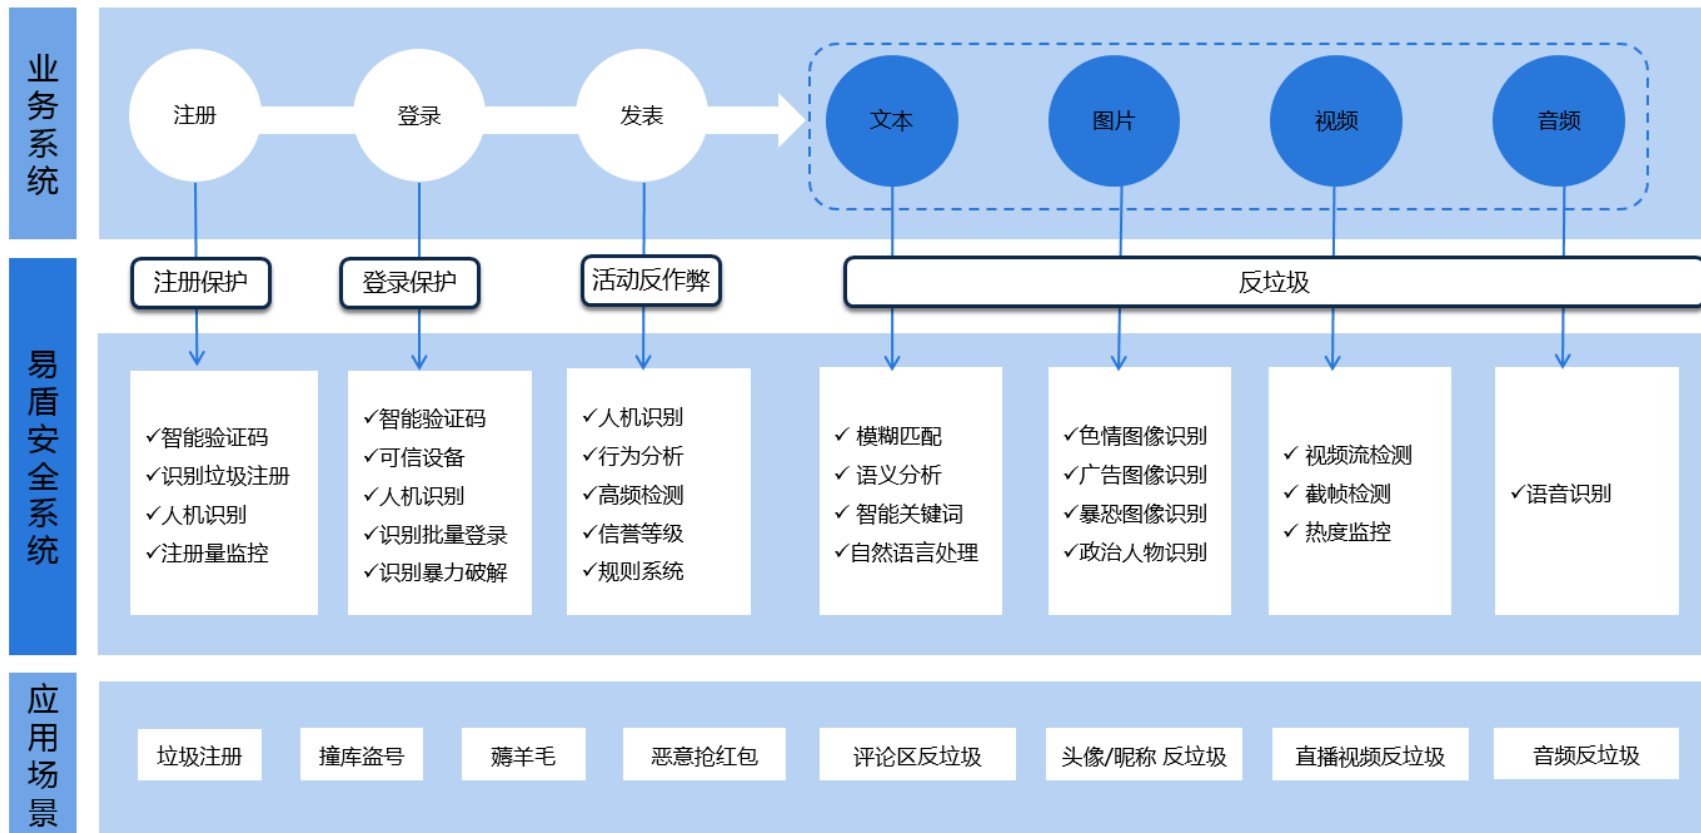 业务系统
注册
登录
发表
文本
图片
视频
音频
易盾安全系统
注册保护
登录保护
活动反作弊
反垃圾
✓智能验证码
✓识别垃圾注册
✓人机识别
✓注册量监控
✓智能验证码
✓可信设备
✓人机识别
✓识别批量登录
✓识别暴力破解
✓人机识别
✓行为分析
✓高频检测
✓信誉等级
✓规则系统
✓ 模糊匹配
✓ 语义分析
✓ 智能关键词
✓自然语言处理
✓色情图像识别
✓广告图像识别
✓暴恐图像识别
✓政治人物识别
✓ 视频流检测
✓ 截帧检测
✓ 热度监控
✓语音识别
应用场景
垃圾注册
撞库盗号
薅羊毛
恶意抢红包
评论区反垃圾
头像/昵称 反垃圾
直播视频反垃圾
音频反垃圾